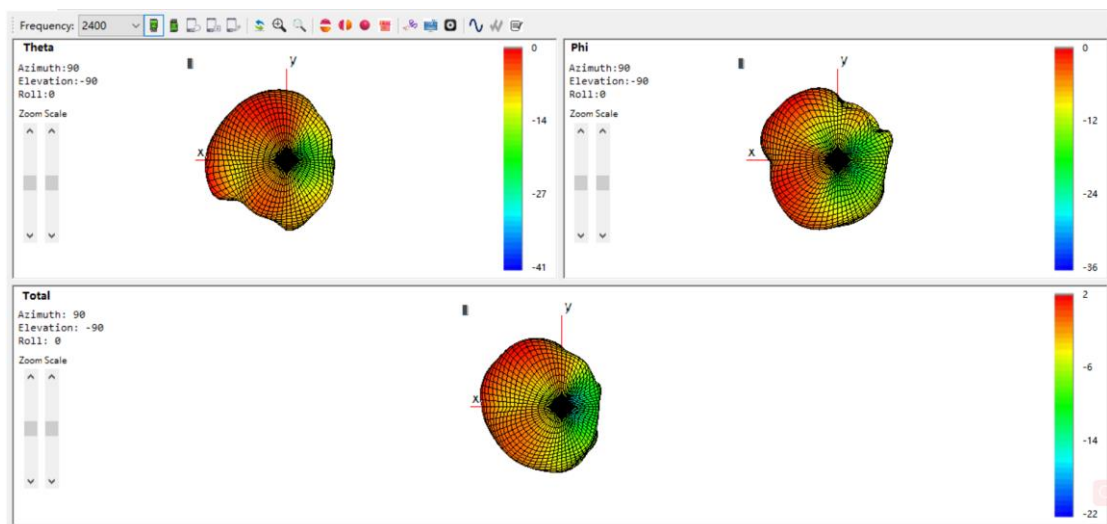 Frequency: 2400
Theta
Azimuth:90
Elevation:-90
Roll:0
Zoom Scale
y
x
0
-14
-27
-41
Phi
Azimuth:90
Elevation:-90
Roll:0
Zoom Scale
y
x
0
-12
-24
-36
Total
Azimuth: 90
Elevation: -90
Roll: 0
Zoom Scale
y
x
2
-6
-14
-22